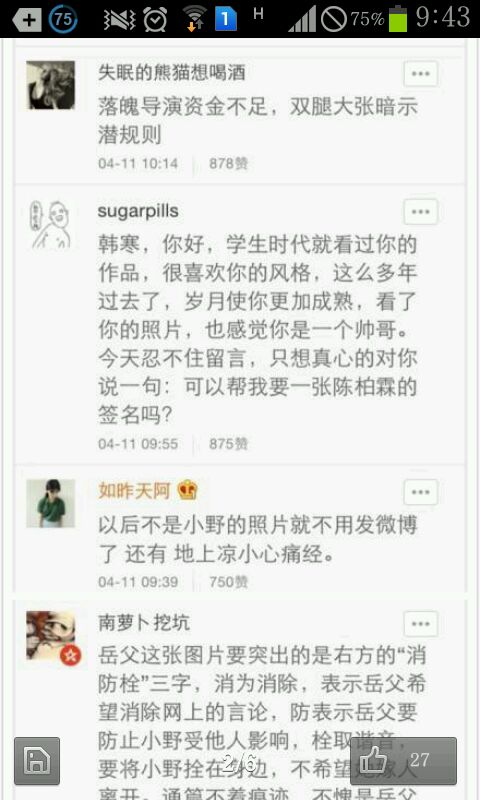 75
1
H
75%
9:43
失眠的熊猫想喝酒
落魄导演资金不足，双腿大张暗示
潜规则
04-11 10:14
878赞
sugarpills
韩寒，你好，学生时代就看过你的
作品，很喜欢你的风格，这么多年
过去了，岁月使你更加成熟，看了
你的照片，也感觉你是一个帅哥。
今天忍不住留言，只想真心的对你
说一句：可以帮我要一张陈柏霖的
签名吗？
04-11 09:55
875赞
如昨天阿
以后不是小野的照片就不用发微博
了 还有 地上凉小心痛经。
04-11 09:39
750赞
南萝卜挖坑
岳父这张图片要突出的是右方的“消
防栓”三字，消为消除，表示岳父希
望消除网上的言论，防表示岳父要
防止小野受他人影响，栓取谐音，
要将小野拴在身边，不希望她嫁人
离开。通篇不着痕迹，不愧是岳父
2/6
27